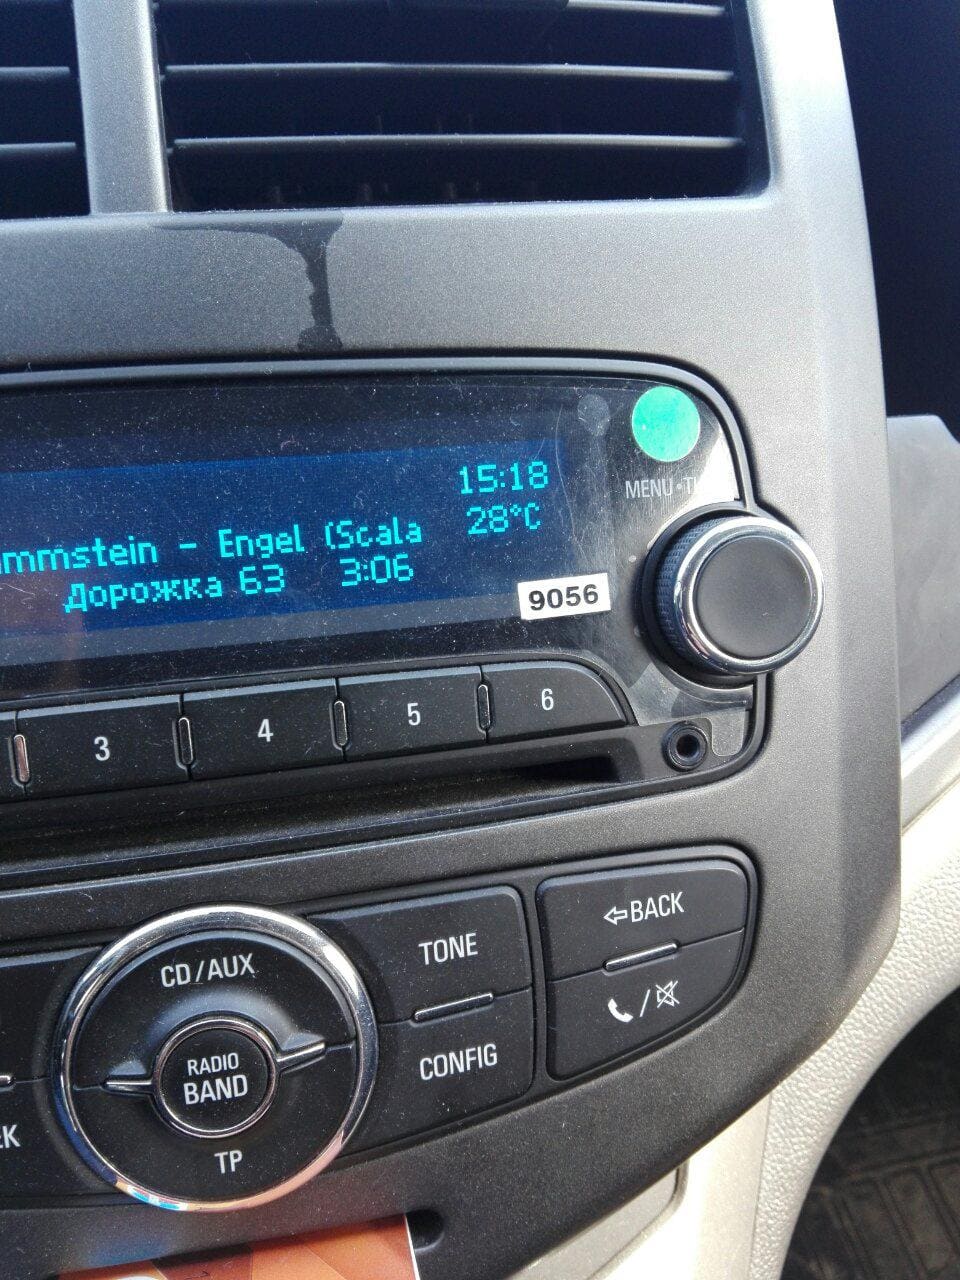 15:18
mmstein - Engel (Scala 28°C
Дорожка 63 3:06
9056
MENU•
3 4 5 6
BACK
TONE
CD/AUX
CONFIG
RADIO
BAND
TP